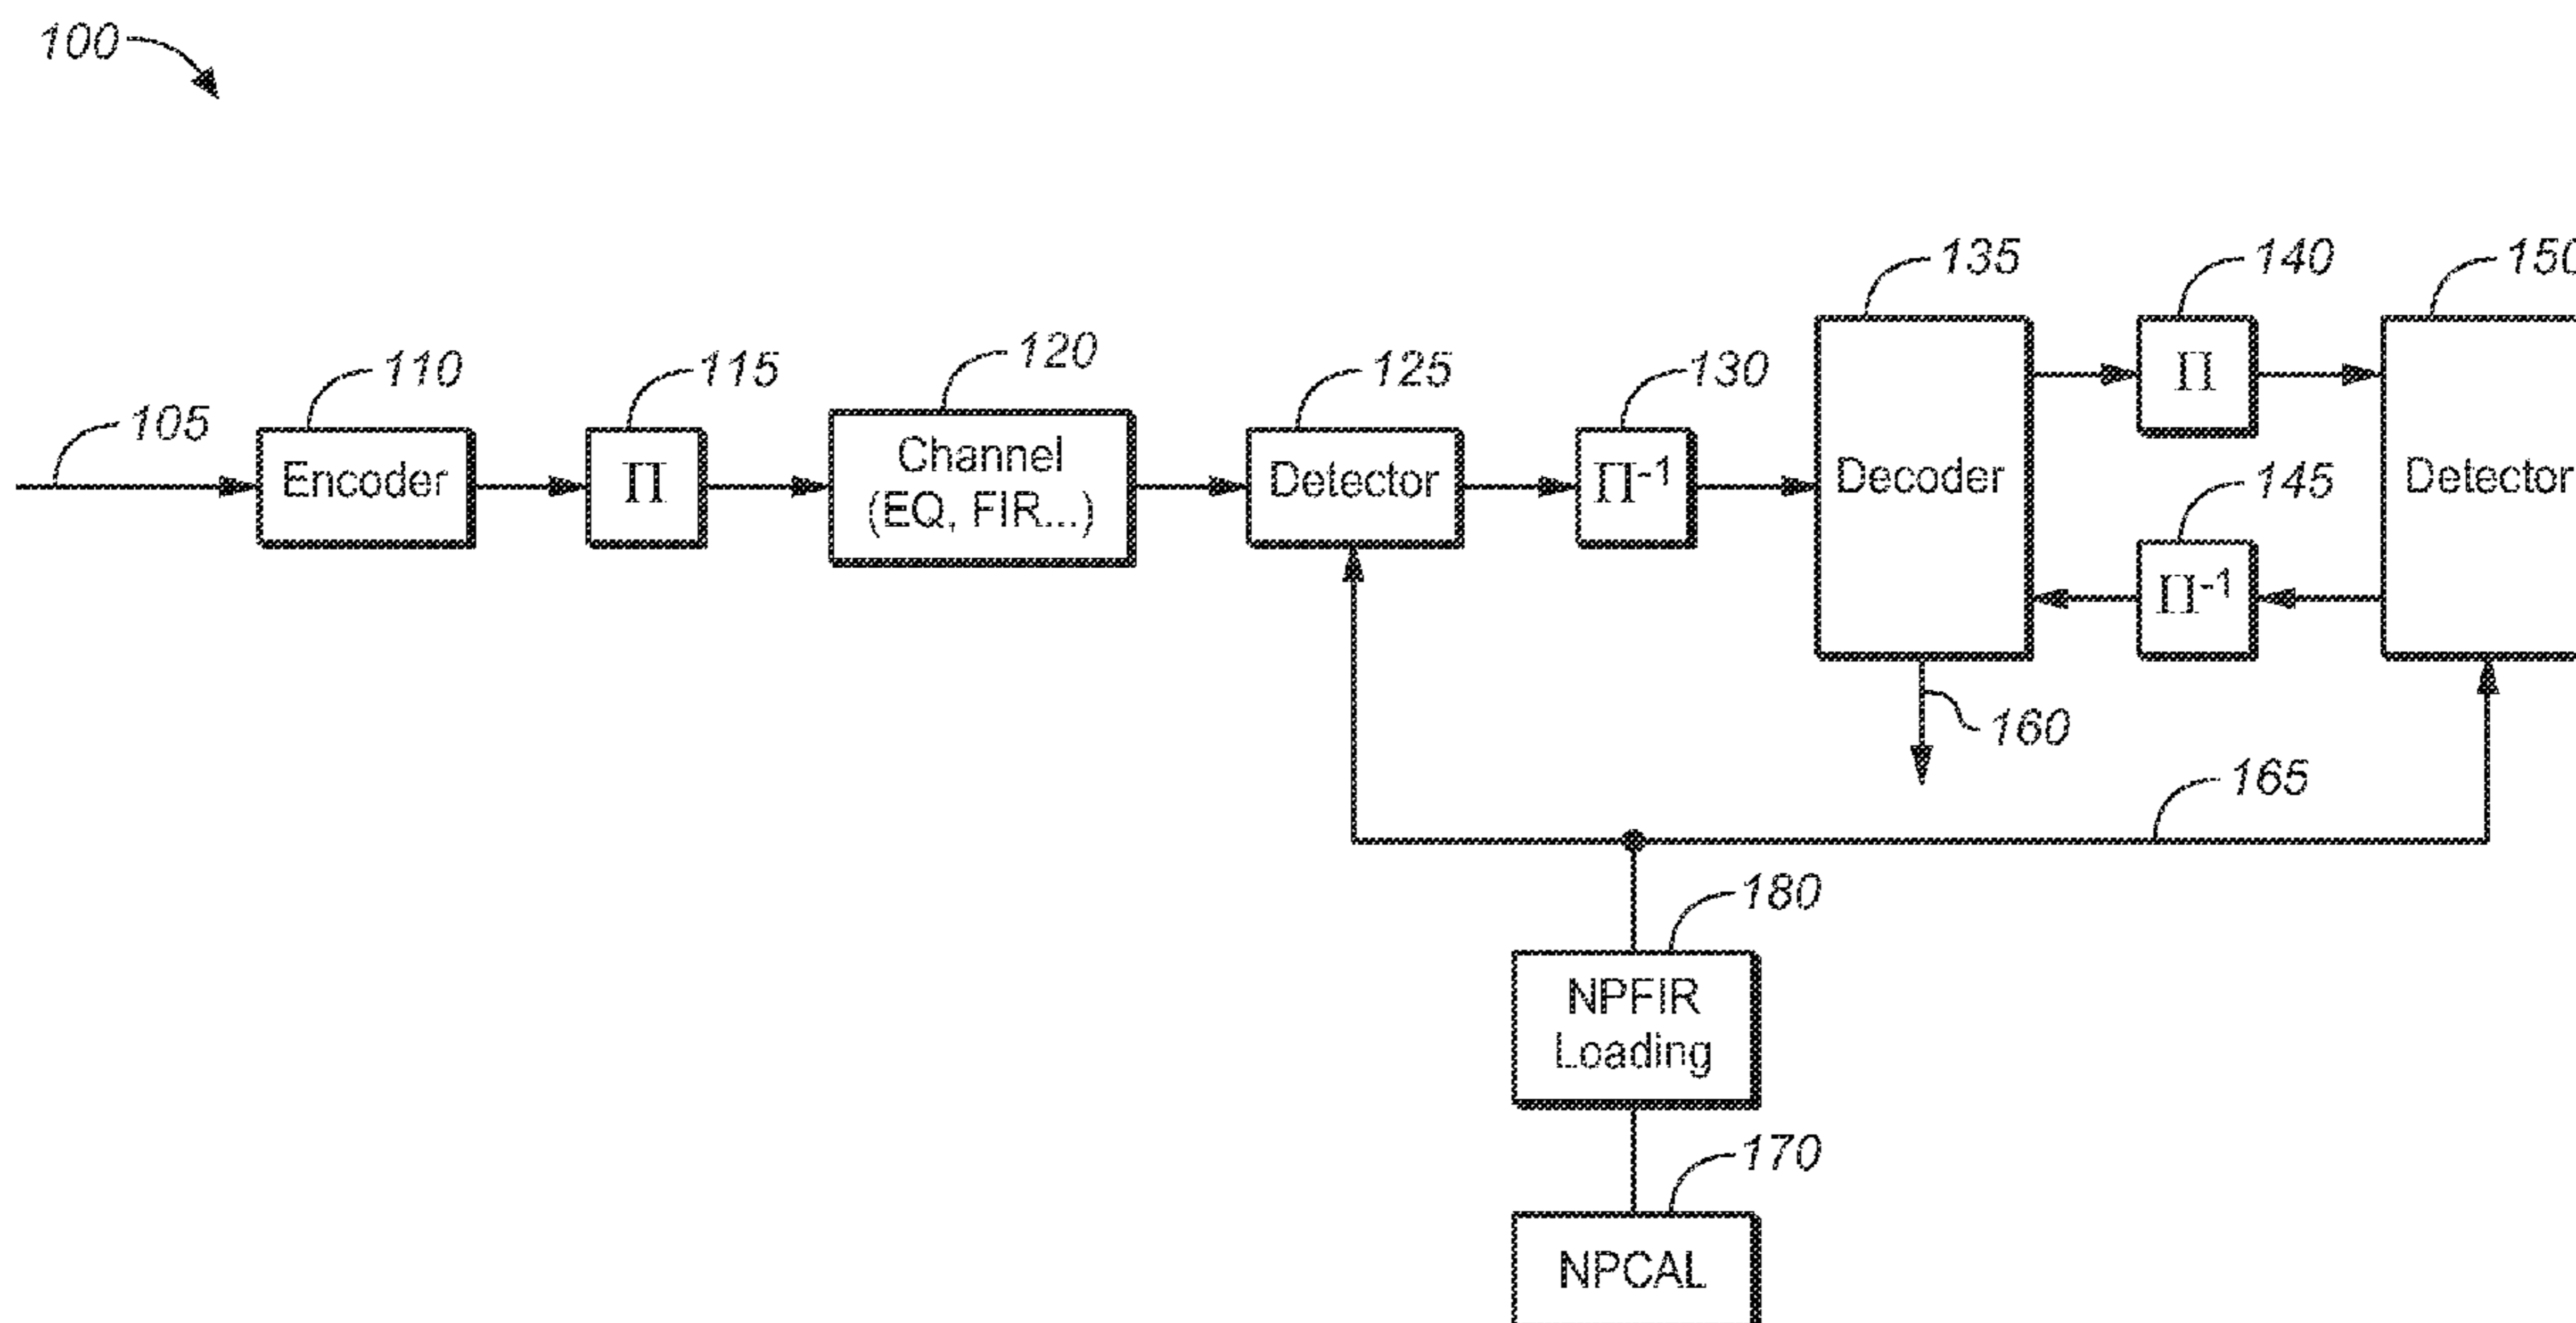 100
135
140
150
110
115
120
125
130
105
145
Encoder
Π
Channel
(EQ, FIR...)
Detector
Π-1
Decoder
Π
Π-1
Detector
160
165
180
NPFIR
Loading
170
NPCAL